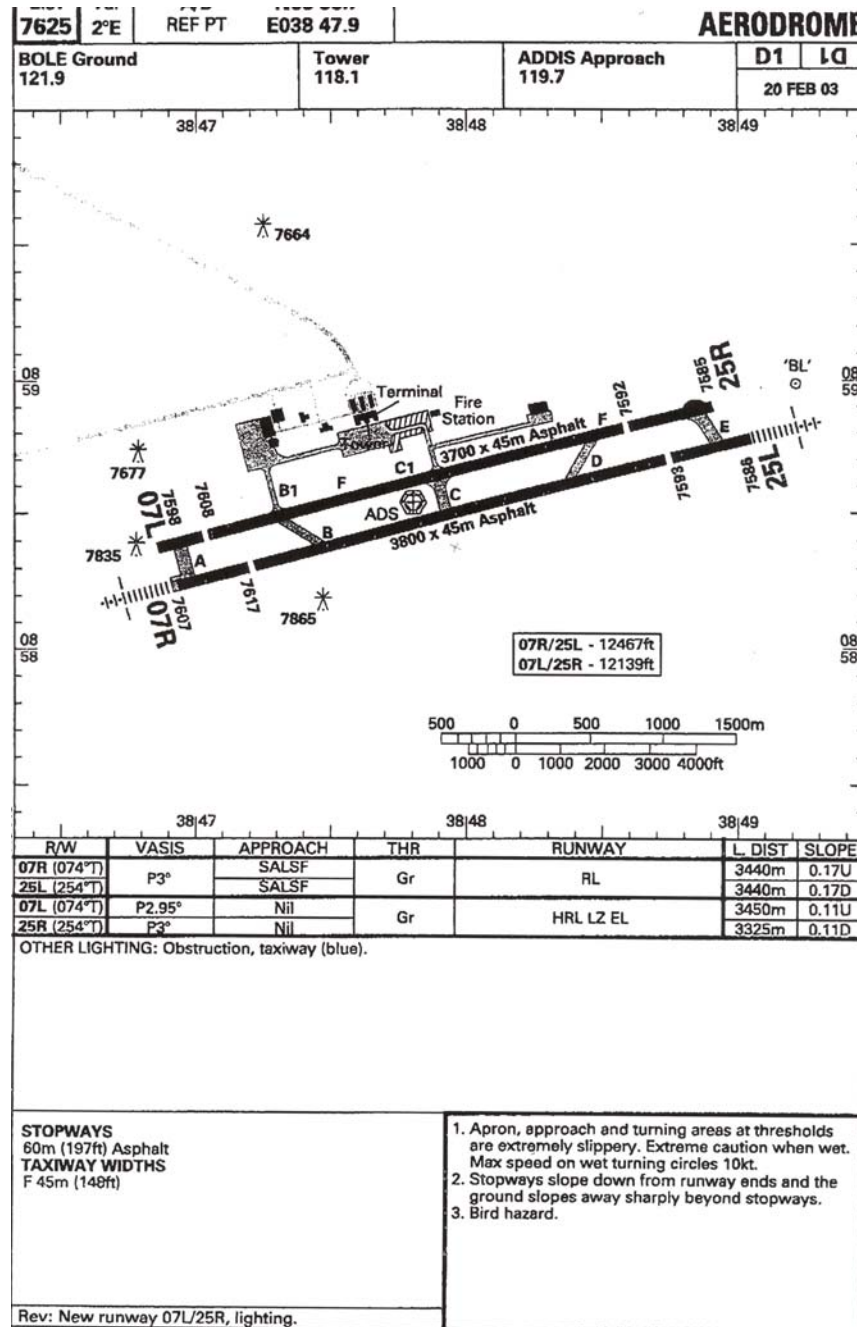 7625 2°E REF PT E038 47.9
AERODROME
BOLE Ground
121.9
Tower
118.1
ADDIS Approach
119.7
D1 D1
20 FEB 03
38 47 38 48 38 49
7664
08
59
08
59
Terminal
Fire
Station
Tower
3700 x 45m Asphalt
F
7592
7685
25R
'BL'
E
7677
B1
F
C1
D
7593
7586
25L
07L
7598
7608
C
ADS
3800 x 45m Asphalt
7835
A
B
07R
7607
7617
7865
08
58
08
58
07R/25L - 12467ft
07L/25R - 12139ft
500 0 500 1000 1500m
1000 0 1000 2000 3000 4000ft
38 47 38 48 38 49
R/W VASIS APPROACH THR RUNWAY L. DIST SLOPE
07R (074°T) P3° SALSF Gr RL 3440m 0.17U
25L (254°T) SALSF 3440m 0.17D
07L (074°T) P2.95° Nil Gr HRL LZ EL 3450m 0.11U
25R (254°T) P3° Nil 3325m 0.11D
OTHER LIGHTING: Obstruction, taxiway (blue).
STOPWAYS
60m (197ft) Asphalt
TAXIWAY WIDTHS
F 45m (148ft)
1. Apron, approach and turning areas at thresholds
are extremely slippery. Extreme caution when wet.
Max speed on wet turning circles 10kt.
2. Stopways slope down from runway ends and the
ground slopes away sharply beyond stopways.
3. Bird hazard.
Rev: New runway 07L/25R, lighting.